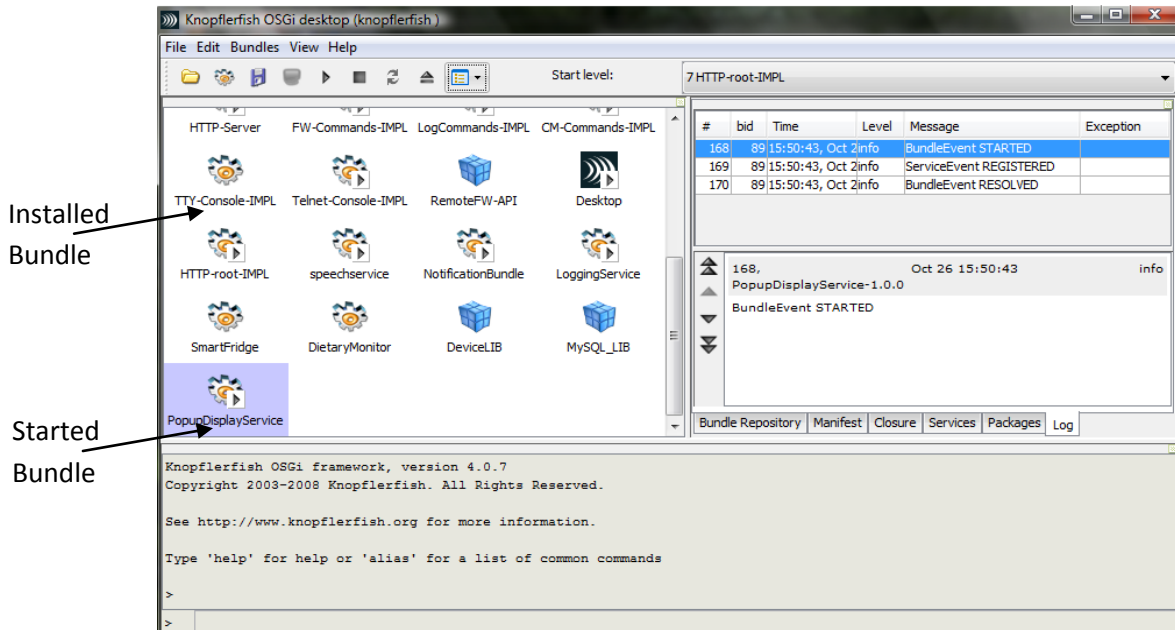 Knopflerfish OSGi desktop (knopflerfish )
File Edit Bundles View Help
Start level:
7 HTTP-root-IMPL
HTTP-Server FW-Commands-IMPL LogCommands-IMPL CM-Commands-IMPL
TTY-Console-IMPL Telnet-Console-IMPL RemoteFW-API Desktop
HTTP-root-IMPL speechservice NotificationBundle LoggingService
SmartFridge DietaryMonitor DeviceLIB MySQL_LIB
PopupDisplayService
Installed
Bundle
Started
Bundle
# bid Time Level Message Exception
168 89 15:50:43, Oct 2 info BundleEvent STARTED
169 89 15:50:43, Oct 2 info ServiceEvent REGISTERED
170 89 15:50:43, Oct 2 info BundleEvent RESOLVED
168, Oct 26 15:50:43 info
PopupDisplayService-1.0.0
BundleEvent STARTED
Bundle Repository Manifest Closure Services Packages Log
Knopflerfish OSGi framework, version 4.0.7
Copyright 2003-2008 Knopflerfish. All Rights Reserved.
See http://www.knopflerfish.org for more information.
Type 'help' for help or 'alias' for a list of common commands
>
>